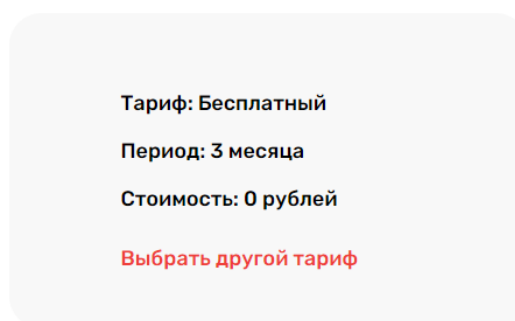 Тариф: Бесплатный
Период: 3 месяца
Стоимость: 0 рублей
Выбрать другой тариф